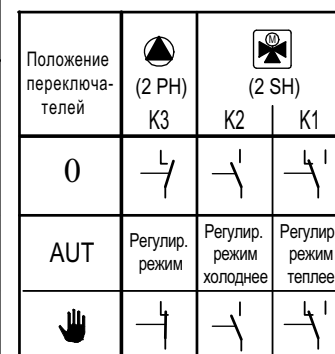 Положение
переключа-
телей
(2 PH)
K3
M
(2 SH)
K2
K1
0
AUT
Регулир.
режим
Регулир.
режим
холоднее
Регулир
режим
теплее